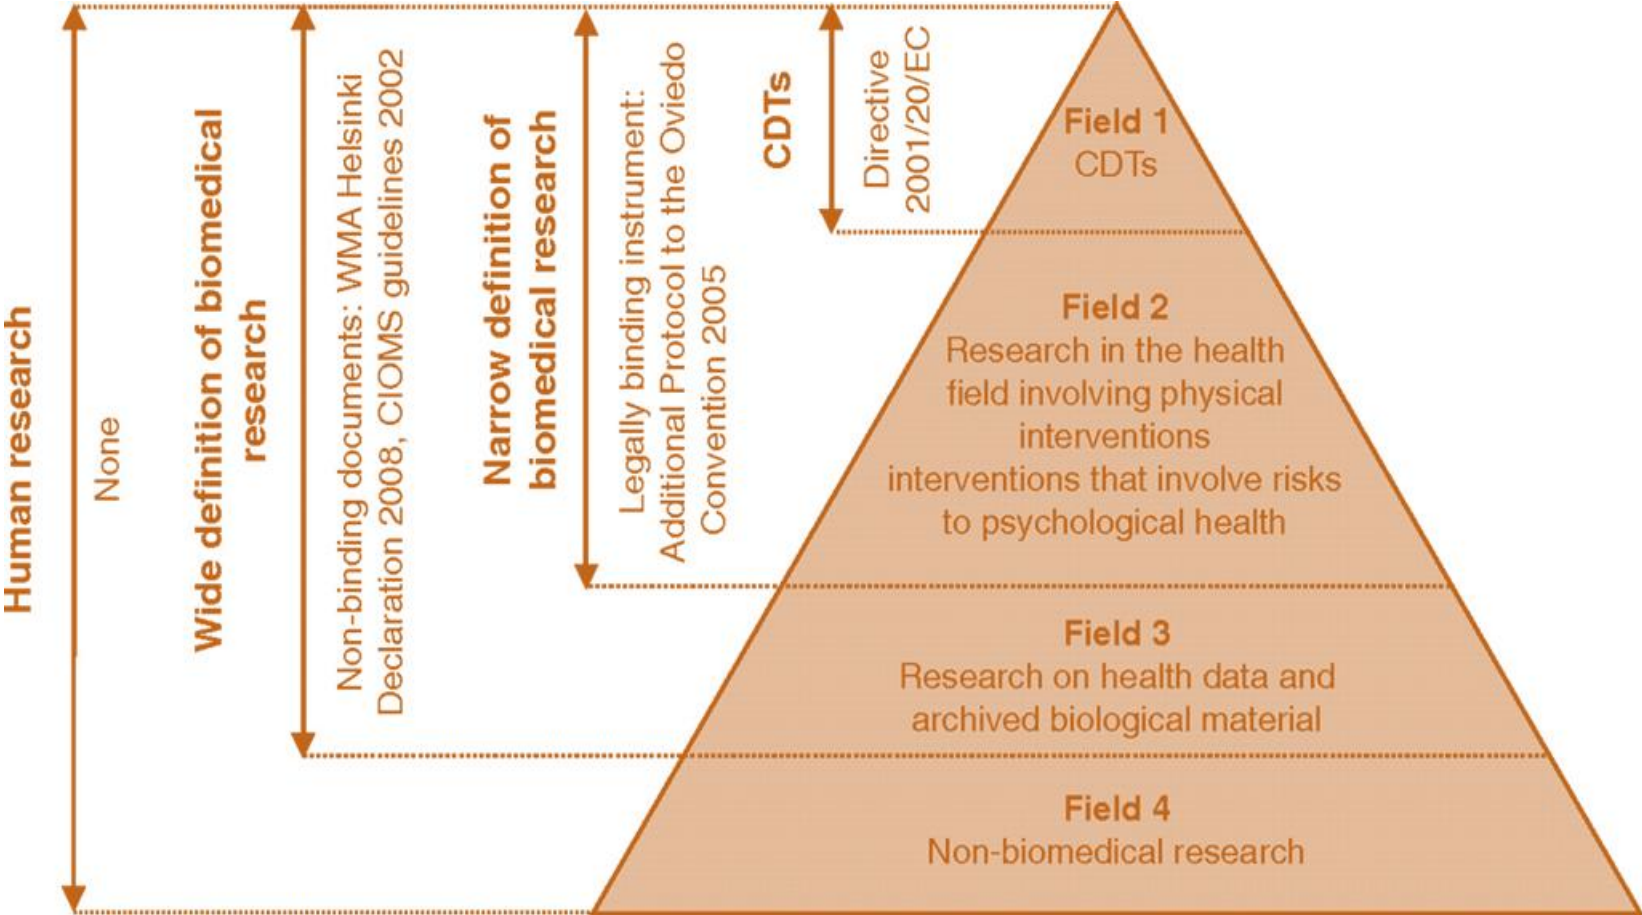 Human research
None
Wide definition of biomedical
research
Non-binding documents: WMA Helsinki
Declaration 2008, CIOMS guidelines 2002
Narrow definition of
biomedical research
Legally binding instrument:
Additional Protocol to the Oviedo
Convention 2005
CDTs
Directive
2001/20/EC
Field 1
CDTs
Field 2
Research in the health
field involving physical
interventions
interventions that involve risks
to psychological health
Field 3
Research on health data and
archived biological material
Field 4
Non-biomedical research